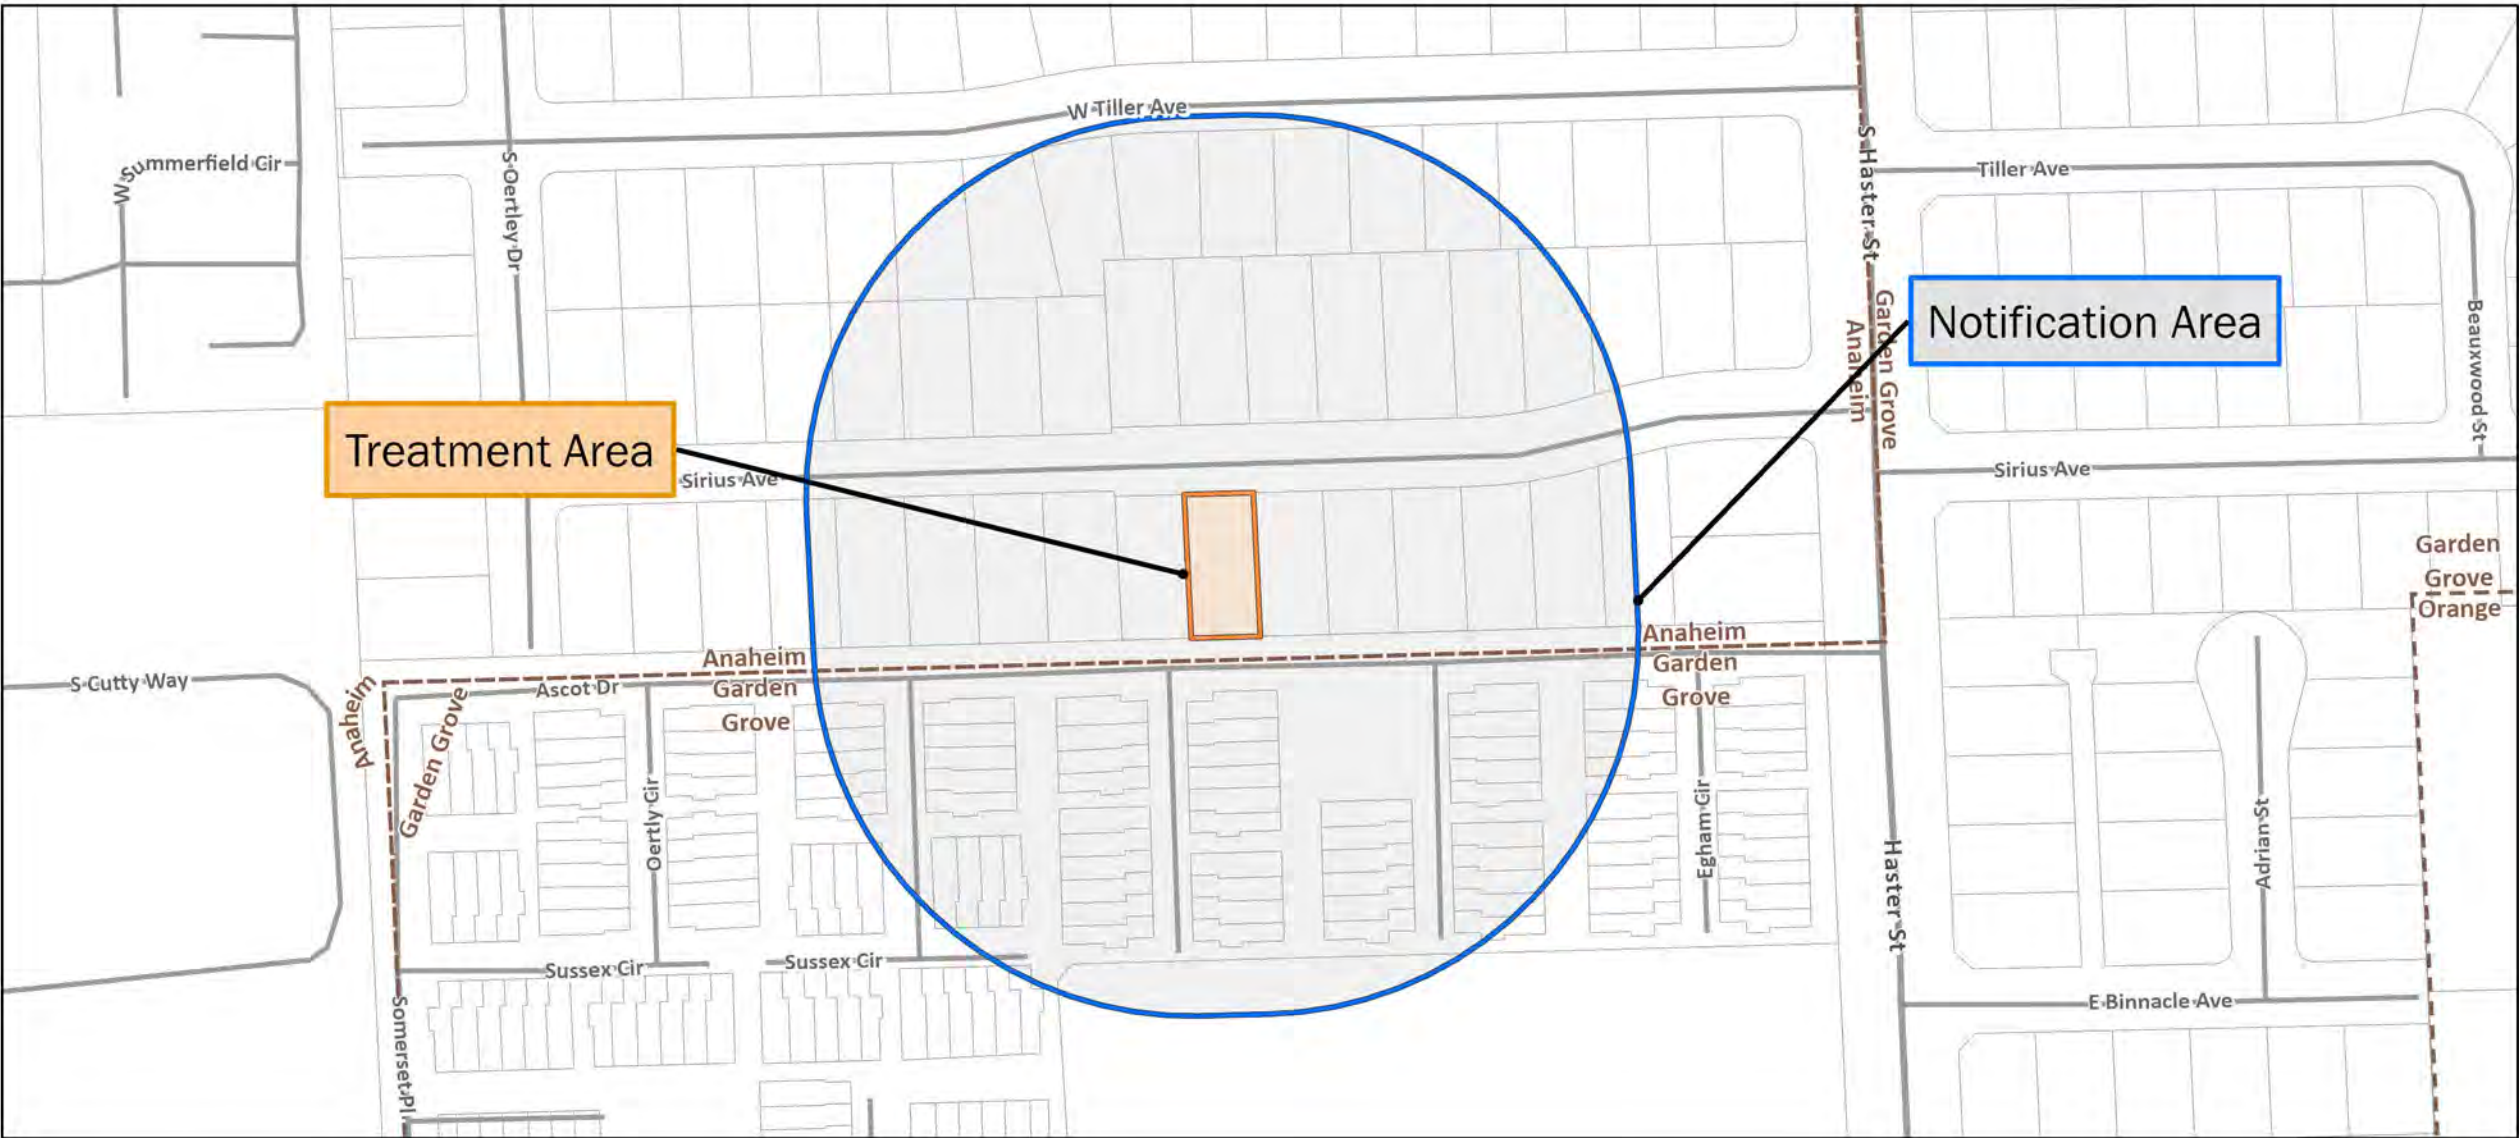 W Tiller Ave
S Haster St
W Summerfield Cir
S Oertley Dr
Tiller Ave
Garden Grove
Anaheim
Notification Area
Beauxwood St
Treatment Area
Sirius Ave
Sirius Ave
Garden
Grove
Orange
Anaheim
Garden
Grove
Anaheim
Garden
Grove
S Cutty Way
Ascot Dr
Anaheim
Garden Grove
Oertly Cir
Egham Cir
Haster St
Adrian St
Sussex Cir
Sussex Cir
E Binnacle Ave
Somerset Pl